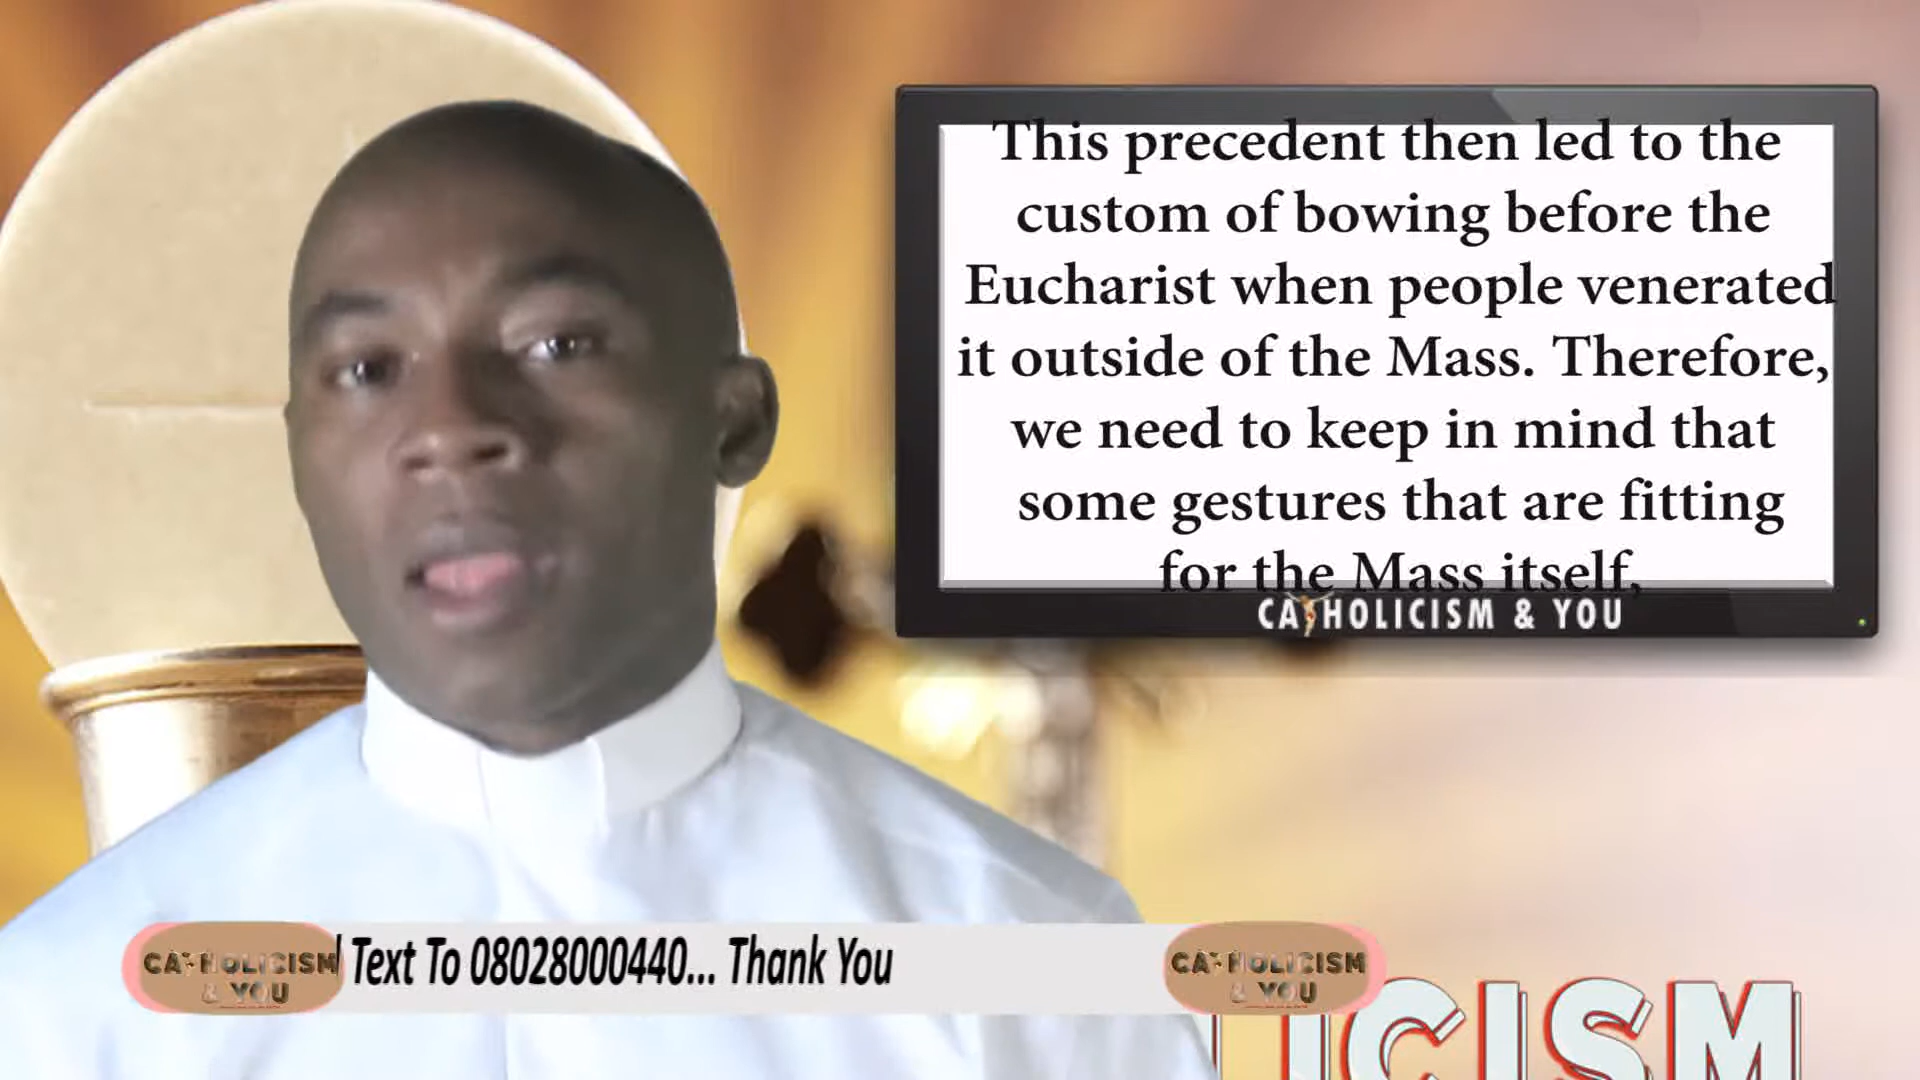 This precedent then led to the
custom of bowing before the
Eucharist when people venerated
it outside of the Mass. Therefore,
we need to keep in mind that
some gestures that are fitting
for the Mass itself,
CATHOLICISM & YOU
CATHOLICISM
& YOU
Text To 08028000440... Thank You
CATHOLICISM
& YOU
ICISM